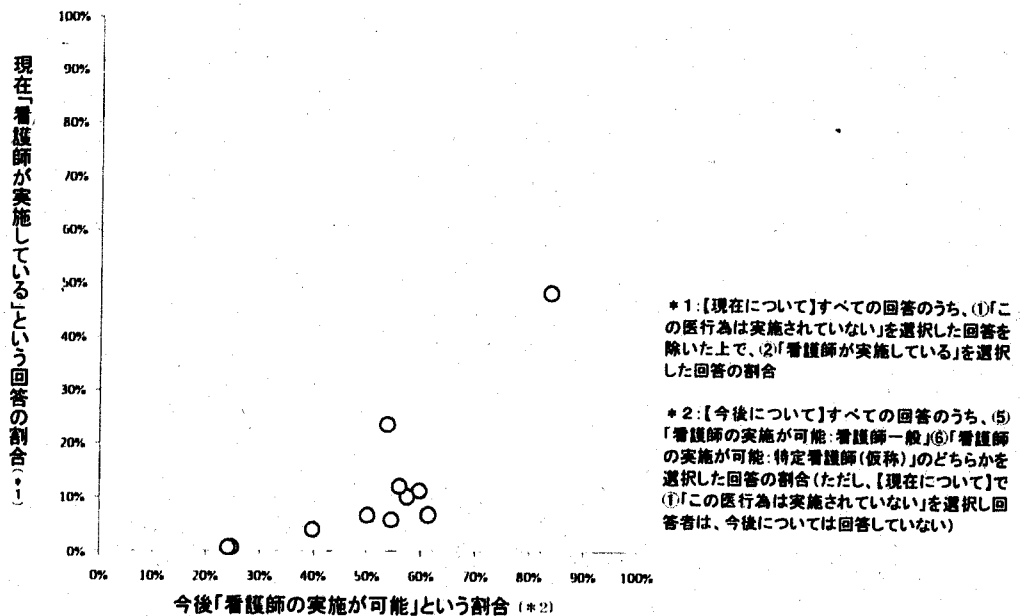 100%
90%
80%
70%
60%
50%
40%
30%
20%
10%
0%
0% 10% 20% 30% 40% 50% 60% 70% 80% 90% 100%
現在「看護師が実施している」という回答の割合(*1)
今後「看護師の実施が可能」という割合(*2)
*1:【現在について】すべての回答のうち、①「こ
の医行為は実施されていない」を選択した回答を
除いた上で、②「看護師が実施している」を選択
した回答の割合
*2:【今後について】すべての回答のうち、⑤
「看護師の実施が可能:看護師一般」⑥「看護師
の実施が可能:特定看護師(仮称)」のどちらかを
選択した回答の割合(ただし、【現在について】で
①「この医行為は実施されていない」を選択し回
答者は、今後については回答していない)